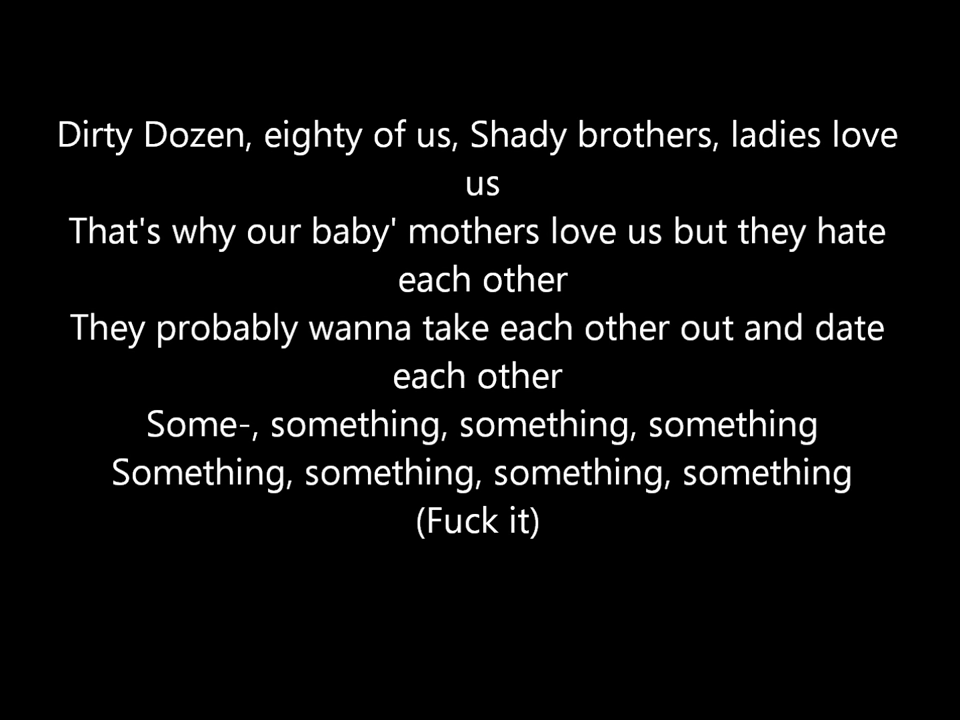 Dirty Dozen, eighty of us, Shady brothers, ladies love
us
That's why our baby' mothers love us but they hate
each other
They probably wanna take each other out and date
each other
Some-, something, something, something
Something, something, something, something
(Fuck it)